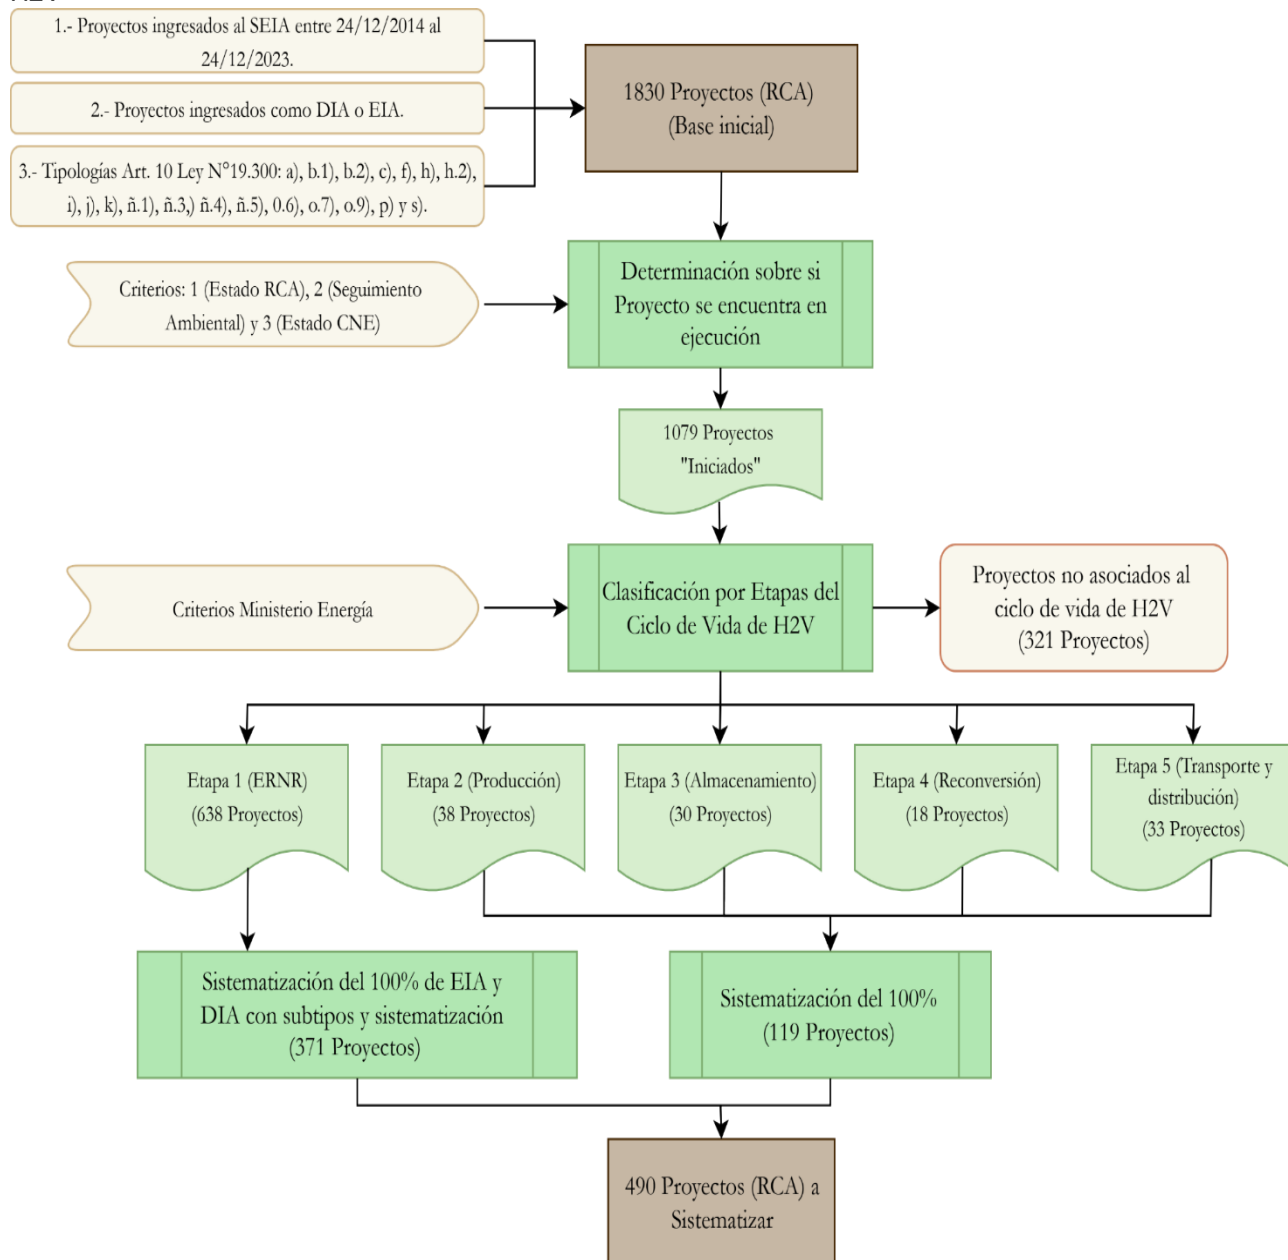 1.- Proyectos ingresados al SEIA entre 24/12/2014 al
24/12/2023.
2.- Proyectos ingresados como DIA o EIA.
3.- Tipologías Art. 10 Ley N°19.300: a), b.1), b.2), c), f), h), h.2),
i), j), k), ñ.1), ñ.3,) ñ.4), ñ.5), 0.6), o.7), o.9), p) y s).
1830 Proyectos (RCA)
(Base inicial)
Criterios: 1 (Estado RCA), 2 (Seguimiento
Ambiental) y 3 (Estado CNE)
Determinación sobre si
Proyecto se encuentra en
ejecución
1079 Proyectos
"Iniciados"
Criterios Ministerio Energía
Clasificación por Etapas del
Ciclo de Vida de H2V
Proyectos no asociados al
ciclo de vida de H2V
(321 Proyectos)
Etapa 1 (ERNR)
(638 Proyectos)
Etapa 2 (Producción)
(38 Proyectos)
Etapa 3 (Almacenamiento)
(30 Proyectos)
Etapa 4 (Reconversión)
(18 Proyectos)
Etapa 5 (Transporte y
distribución)
(33 Proyectos)
Sistematización del 100% de EIA y
DIA con subtipos y sistematización
(371 Proyectos)
Sistematización del 100%
(119 Proyectos)
490 Proyectos (RCA) a
Sistematizar